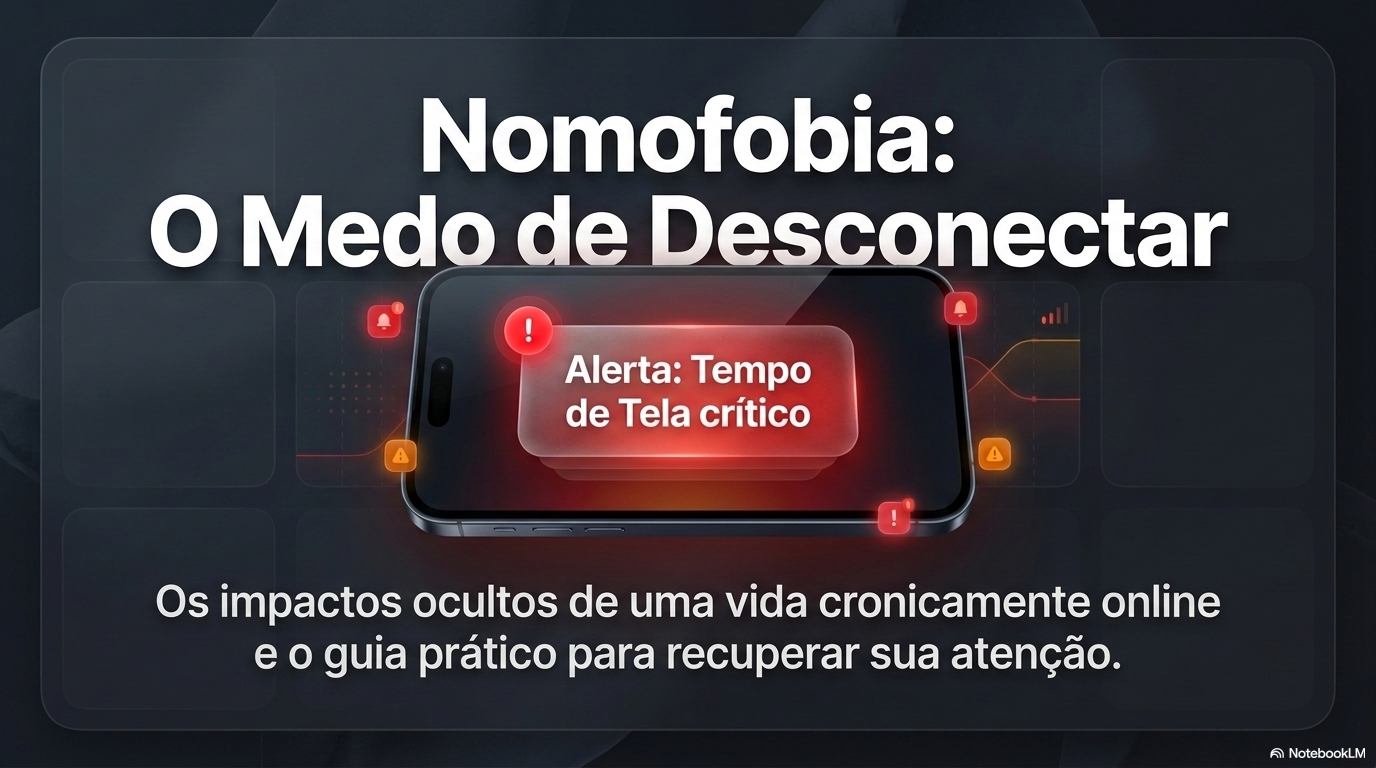 Nomofobia:
O Medo de Desconectar
Alerta: Tempo
de Tela crítico
Os impactos ocultos de uma vida cronicamente online
e o guia prático para recuperar sua atenção.
NotebookLM